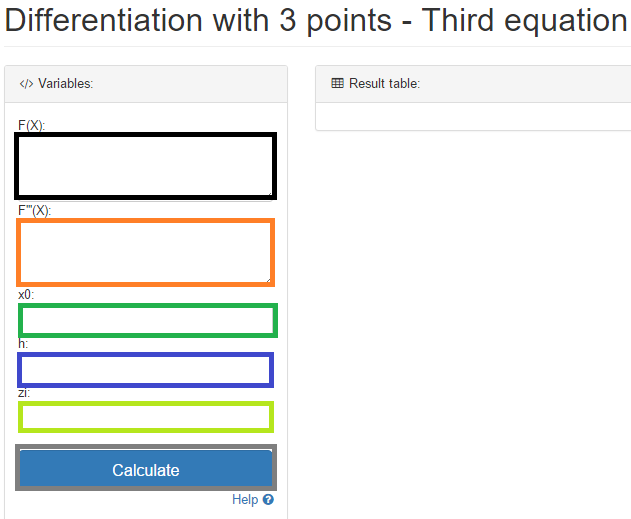 Differentiation with 3 points - Third equation
</> Variables:
Result table:
F(X):
F'''(X):
x0:
h:
zi:
Calculate
Help ?